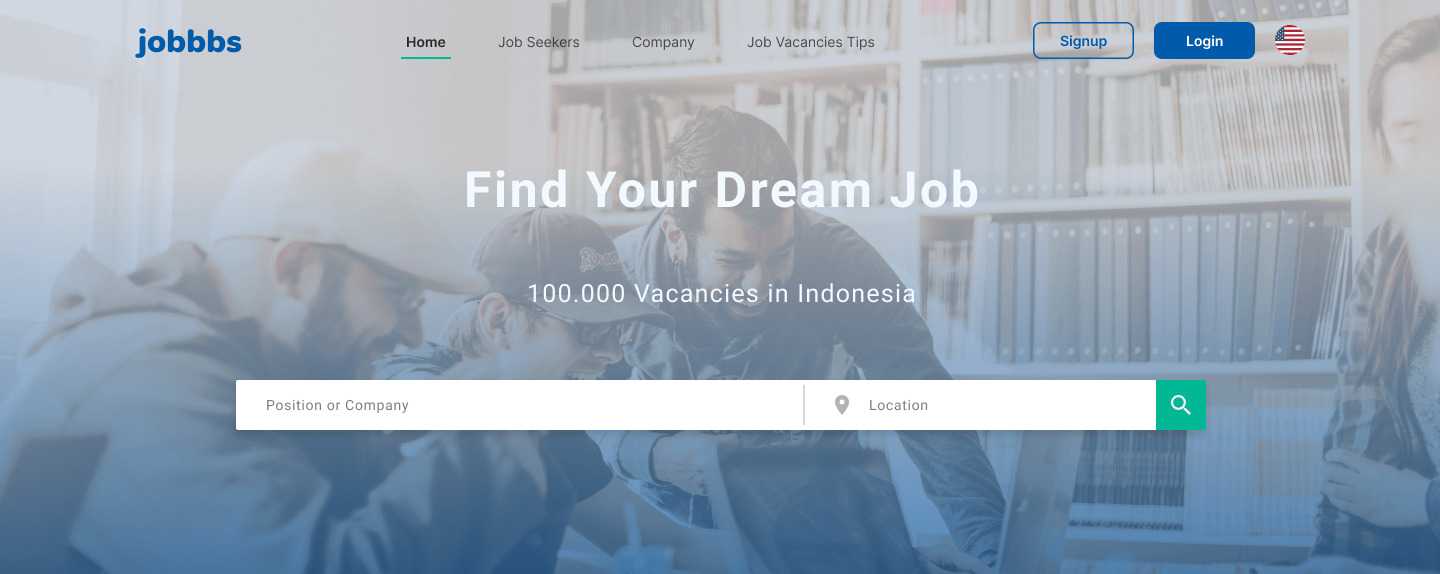 jobbbs
Home Job Seekers Company Job Vacancies Tips Signup Login
Find Your Dream Job
100.000 Vacancies in Indonesia
Position or Company Location